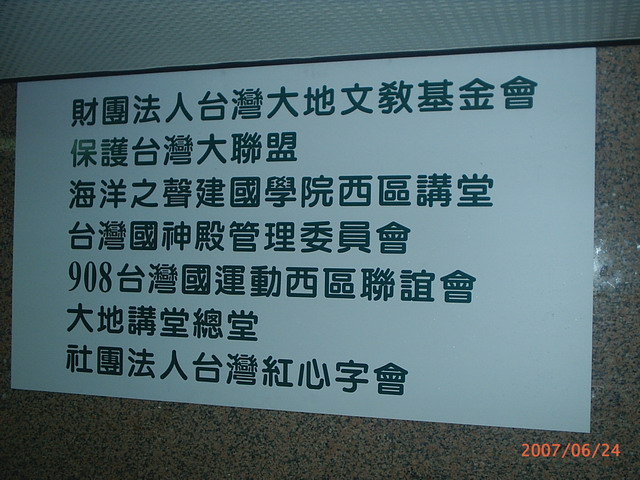 財團法人台灣大地文教基金會
保護台灣大聯盟
海洋之聲建國學院西區講堂
台灣國神殿管理委員會
908台灣國運動西區聯誼會
大地講堂總堂
社團法人台灣紅心字會
2007/06/24